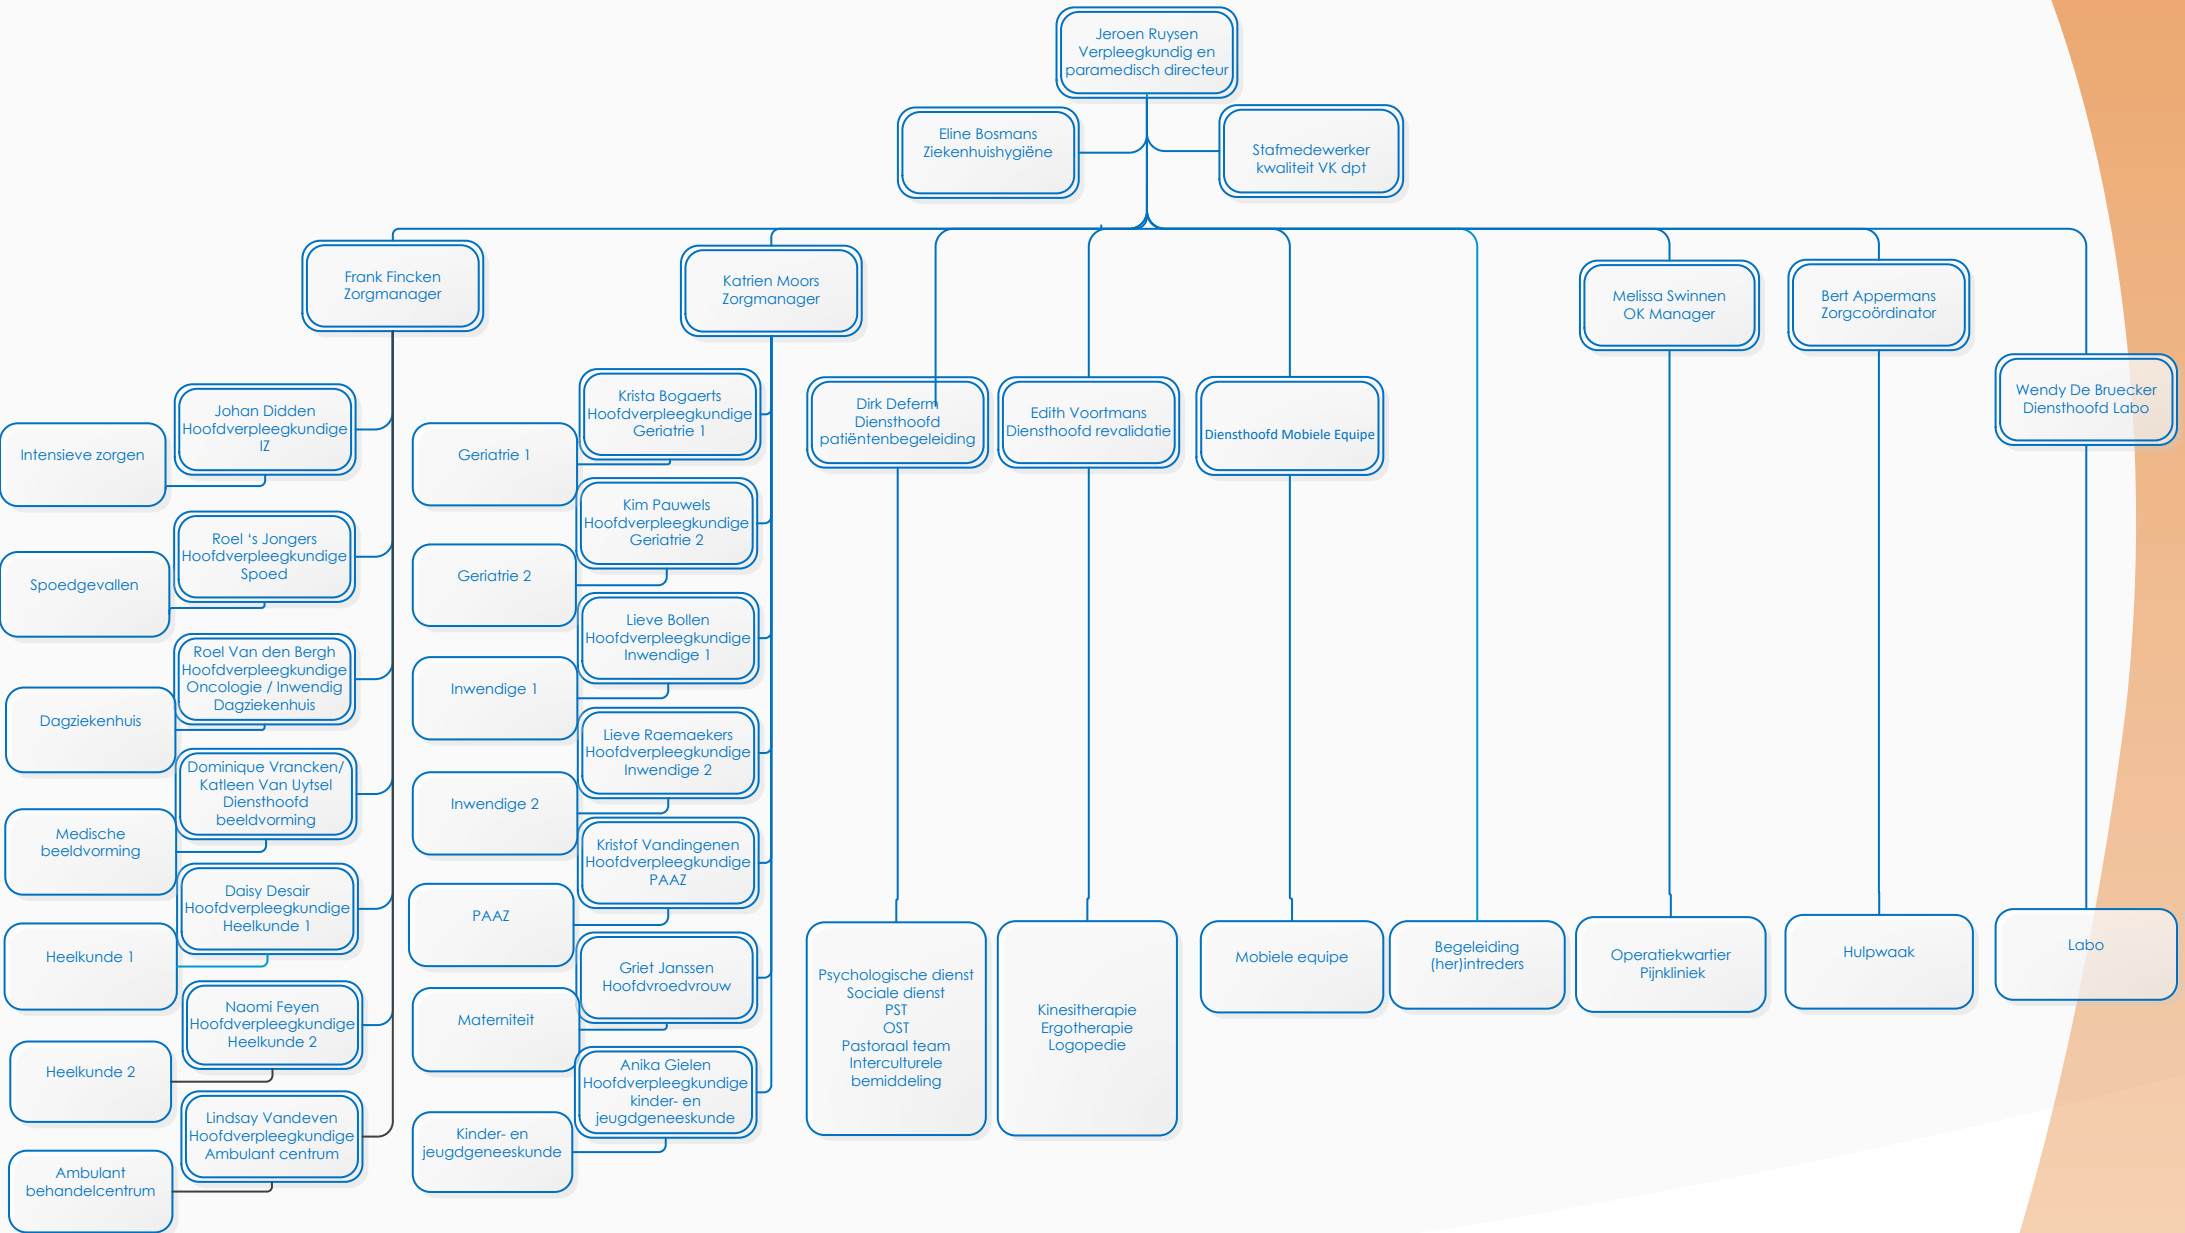 Jeroen Ruysen
Verpleegkundig en
paramedisch directeur
Eline Bosmans
Ziekenhuishygiëne
Stafmedewerker
kwaliteit VK dpt
Frank Fincken
Zorgmanager
Katrien Moors
Zorgmanager
Melissa Swinnen
OK Manager
Bert Appermans
Zorgcoördinator
Wendy De Bruecker
Diensthoofd Labo
Johan Didden
Hoofdverpleegkundige
IZ
Intensieve zorgen
Roel ‘s Jongers
Hoofdverpleegkundige
Spoed
Spoedgevallen
Roel Van den Bergh
Hoofdverpleegkundige
Oncologie / Inwendig
Dagziekenhuis
Dagziekenhuis
Dominique Vrancken/
Katleen Van Uytsel
Diensthoofd
beeldvorming
Medische
beeldvorming
Daisy Desair
Hoofdverpleegkundige
Heelkunde 1
Heelkunde 1
Naomi Feyen
Hoofdverpleegkundige
Heelkunde 2
Heelkunde 2
Lindsay Vandeven
Hoofdverpleegkundige
Ambulant centrum
Ambulant
behandelcentrum
Krista Bogaerts
Hoofdverpleegkundige
Geriatrie 1
Geriatrie 1
Kim Pauwels
Hoofdverpleegkundige
Geriatrie 2
Geriatrie 2
Lieve Bollen
Hoofdverpleegkundige
Inwendige 1
Inwendige 1
Lieve Raemaekers
Hoofdverpleegkundige
Inwendige 2
Inwendige 2
Kristof Vandingenen
Hoofdverpleegkundige
PAAZ
PAAZ
Griet Janssen
Hoofdvroedvrouw
Materniteit
Anika Gielen
Hoofdverpleegkundige
kinder- en
jeugdgeneeskunde
Kinder- en
jeugdgeneeskunde
Dirk Deferm
Diensthoofd
patiëntenbegeleiding
Edith Voortmans
Diensthoofd revalidatie
Diensthoofd Mobiele Equipe
Psychologische dienst
Sociale dienst
PST
OST
Pastoraal team
Interculturele
bemiddeling
Kinesitherapie
Ergotherapie
Logopedie
Mobiele equipe
Begeleiding
(her)intreders
Operatiekwartier
Pijnkliniek
Hulpwaak
Labo